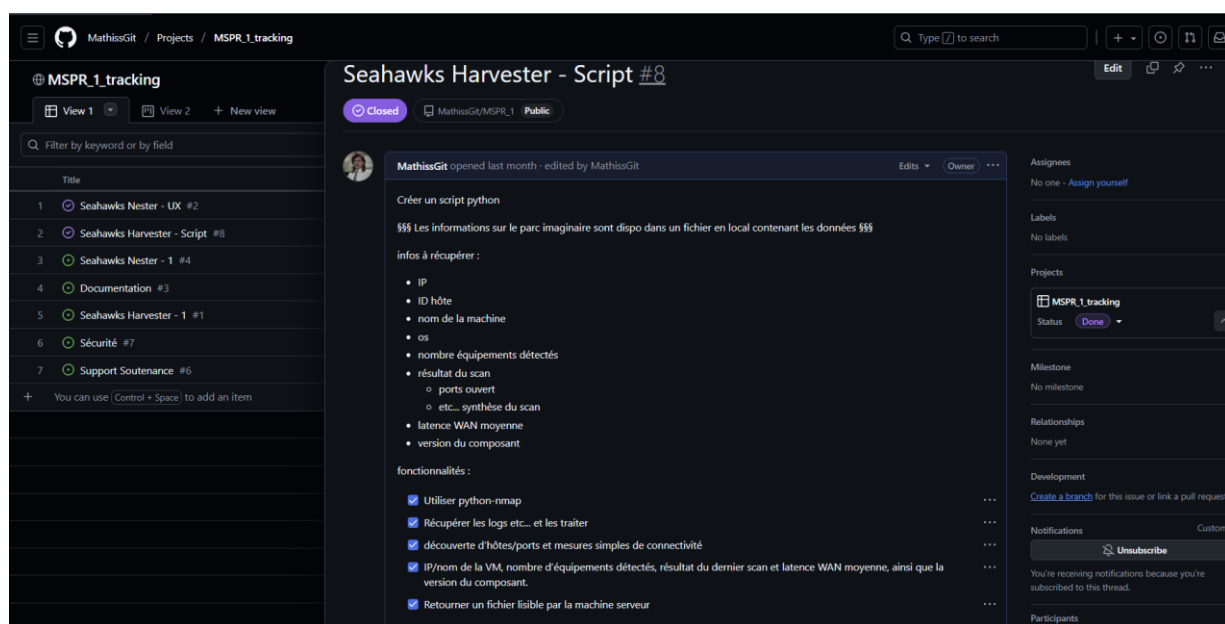 MathissGit / Projects / MSPR_1_tracking
Type / to search
MSPR_1_tracking
View 1
View 2
+ New view
Filter by keyword or by field
Title
1 Seahawks Nester - UX #2
2 Seahawks Harvester - Script #8
3 Seahawks Nester - 1 #4
4 Documentation #3
5 Seahawks Harvester - 1 #1
6 Sécurité #7
7 Support Soutenance #6
+ You can use Control + Space to add an item
Seahawks Harvester - Script #8
Edit
Closed
MathissGit/MSPR_1 Public
MathissGit opened last month · edited by MathissGit
Edits
Owner
Créer un script python
§§§ Les informations sur le parc imaginaire sont dispo dans un fichier en local contenant les données §§§
infos à récupérer :
IP
ID hôte
nom de la machine
os
nombre équipements détectés
résultat du scan
ports ouvert
etc... synthèse du scan
latence WAN moyenne
version du composant
fonctionnalités :
Utiliser python-nmap
Récupérer les logs etc... et les traiter
découverte d'hôtes/ports et mesures simples de connectivité
IP/nom de la VM, nombre d'équipements détectés, résultat du dernier scan et latence WAN moyenne, ainsi que la
version du composant.
Retourner un fichier lisible par la machine serveur
Assignees
No one - Assign yourself
Labels
No labels
Projects
MSPR_1_tracking
Status Done
Milestone
No milestone
Relationships
None yet
Development
Create a branch for this issue or link a pull reques
Notifications
Custom
Unsubscribe
You're receiving notifications because you're
subscribed to this thread.
Participants